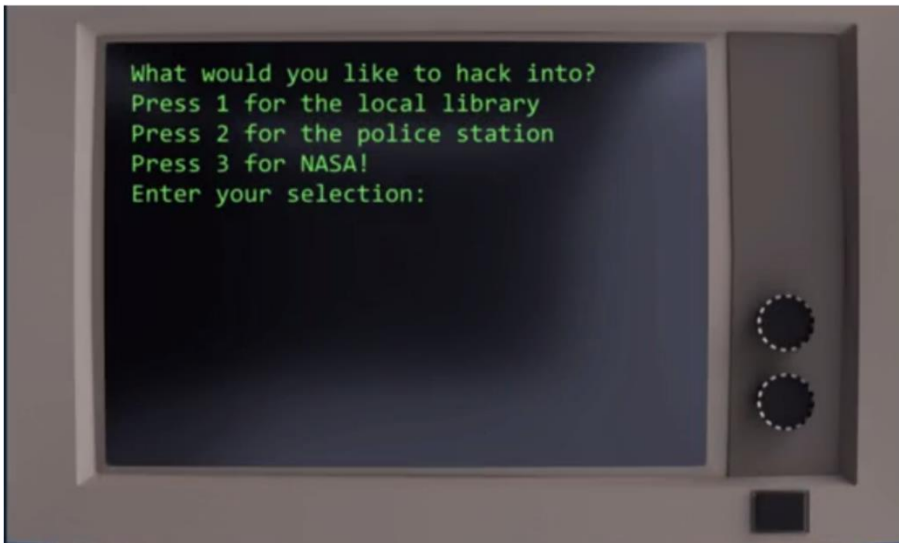 What would you like to hack into?
Press 1 for the local library
Press 2 for the police station
Press 3 for NASA!
Enter your selection: